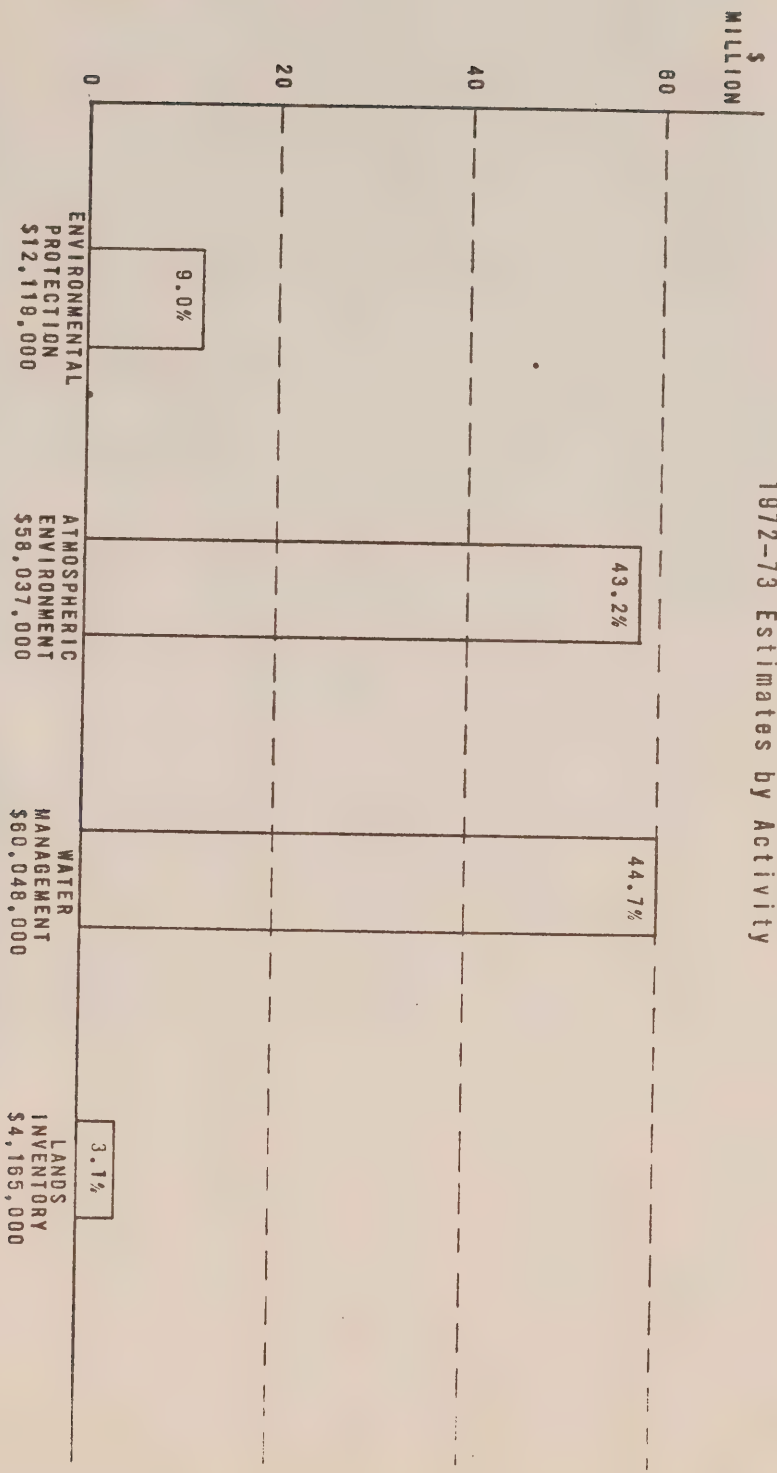 1972-73 Estimates by Activity
$
MILLION
60
40
20
0
9.0%
43.2%
44.7%
3.1%
ENVIRONMENTAL
PROTECTION
$12,118,000
ATMOSPHERIC
ENVIRONMENT
$58,037,000
WATER
MANAGEMENT
$60,048,000
LANDS
INVENTORY
$4,165,000